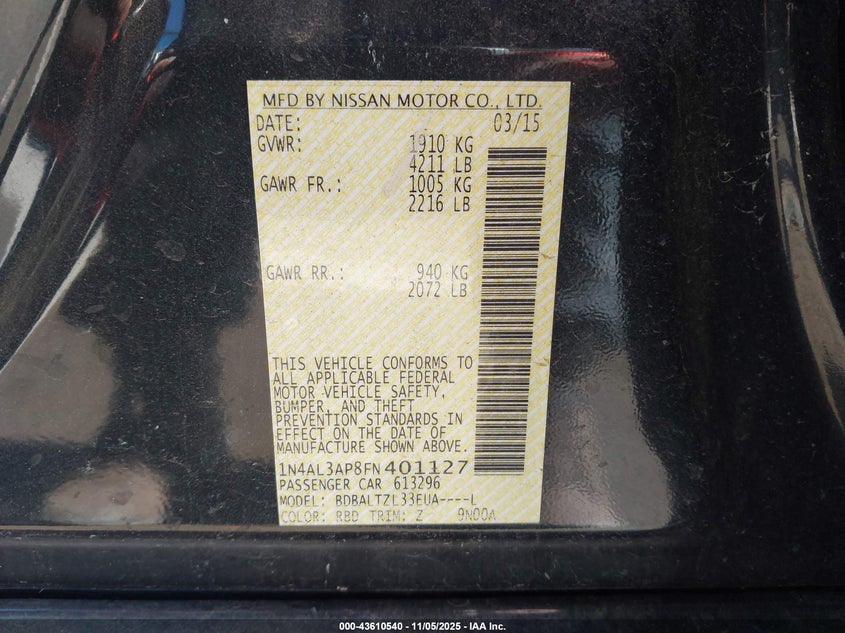 MFD BY NISSAN MOTOR CO., LTD.
DATE: 03/15
GVWR: 1910 KG
4211 LB
GAWR FR.: 1005 KG
2216 LB
GAWR RR.: 940 KG
2072 LB
THIS VEHICLE CONFORMS TO
ALL APPLICABLE FEDERAL
MOTOR VEHICLE SAFETY,
BUMPER, AND THEFT
PREVENTION STANDARDS IN
EFFECT ON THE DATE OF
MANUFACTURE SHOWN ABOVE.
1N4AL3AP8FN401127
PASSENGER CAR 613296
MODEL: BDBALTZL33EUA----L
COLOR: RBD TRIM: Z 9N00A
000-43610540 - 11/05/2025 - IAA Inc.